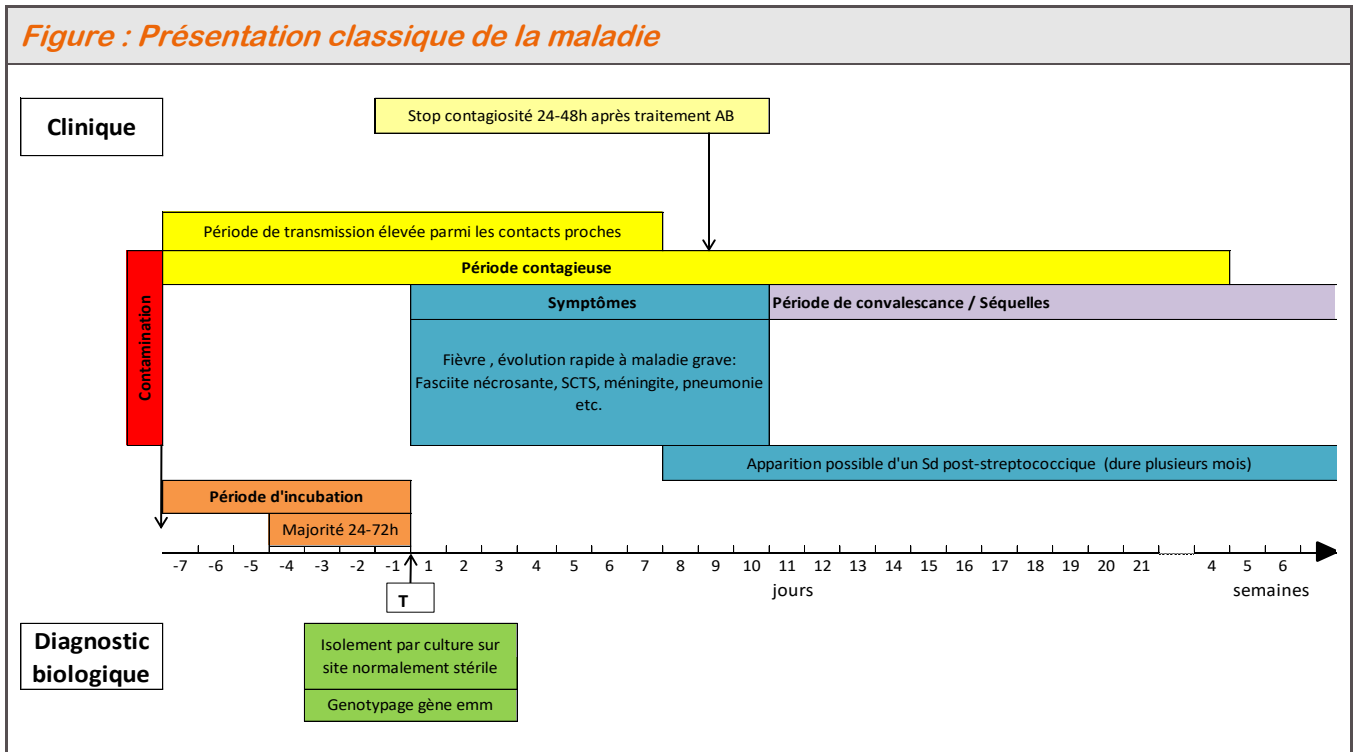 Figure : Présentation classique de la maladie
Clinique
Stop contagiosité 24-48h après traitement AB
Période de transmission élevée parmi les contacts proches
Période contagieuse
Contamination
Symptômes
Période de convalescance / Séquelles
Fièvre , évolution rapide à maladie grave:
Fasciite nécrosante, SCTS, méningite, pneumonie
etc.
Apparition possible d'un Sd post-streptococcique (dure plusieurs mois)
Période d'incubation
Majorité 24-72h
-7 -6 -5 -4 -3 -2 -1 1 2 3 4 5 6 7 8 9 10 11 12 13 14 15 16 17 18 19 20 21 4 5 6
jours semaines
T
Diagnostic
biologique
Isolement par culture sur
site normalement stérile
Genotypage gène emm